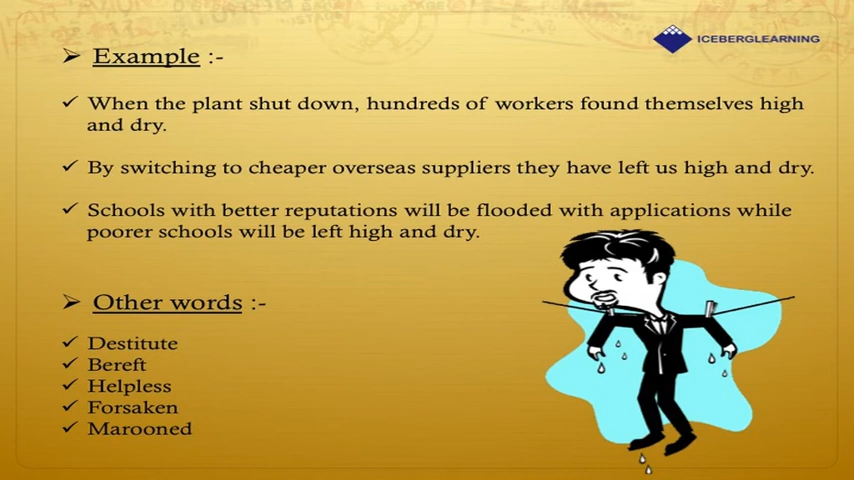 ICEBERGLEARNING
Example :-
When the plant shut down, hundreds of workers found themselves high
and dry.
By switching to cheaper overseas suppliers they have left us high and dry.
Schools with better reputations will be flooded with applications while
poorer schools will be left high and dry.
Other words :-
Destitute
Bereft
Helpless
Forsaken
Marooned